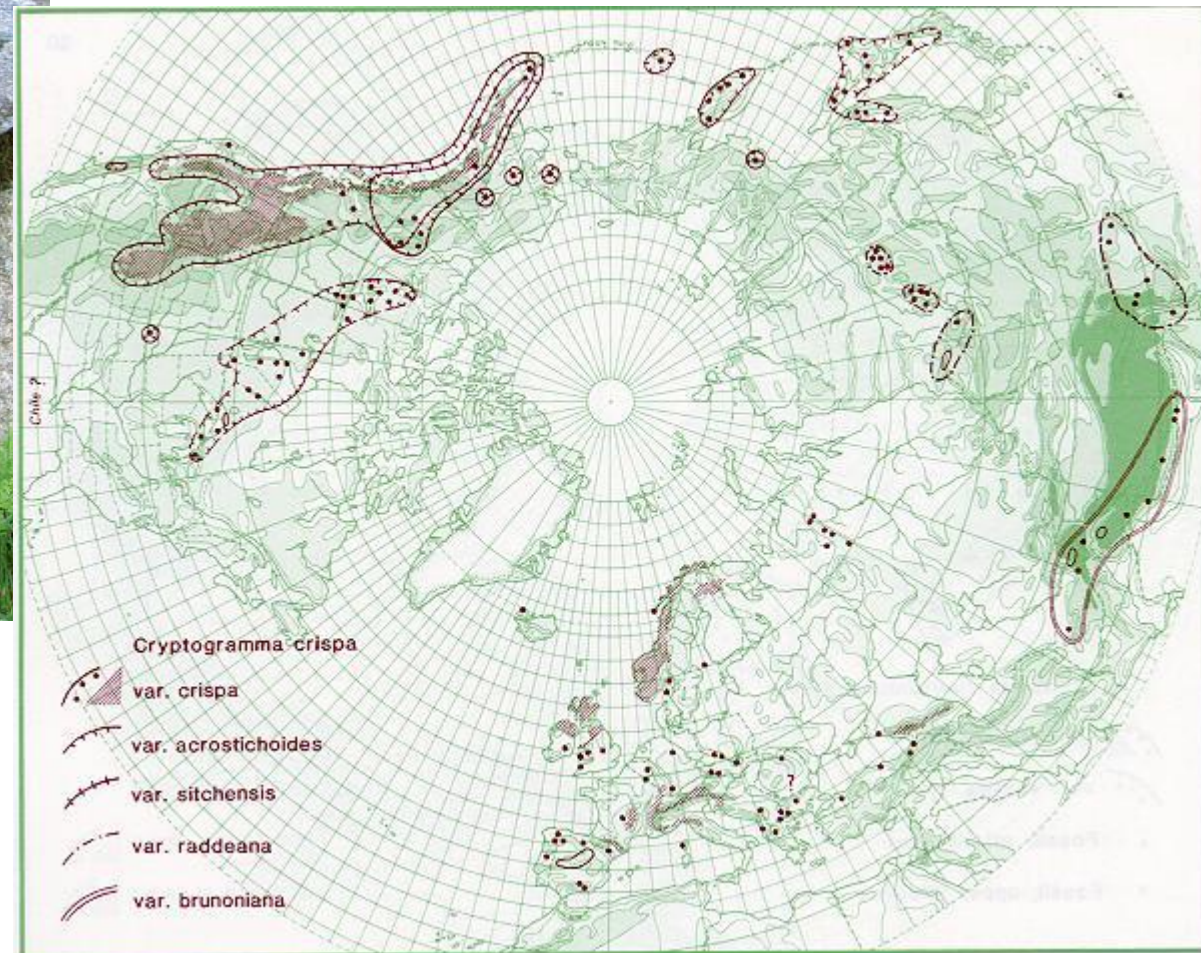 Chile ?
?
Cryptogramma crispa
var. crispa
var. acrostichoides
var. sitchensis
var. raddeana
var. brunoniana